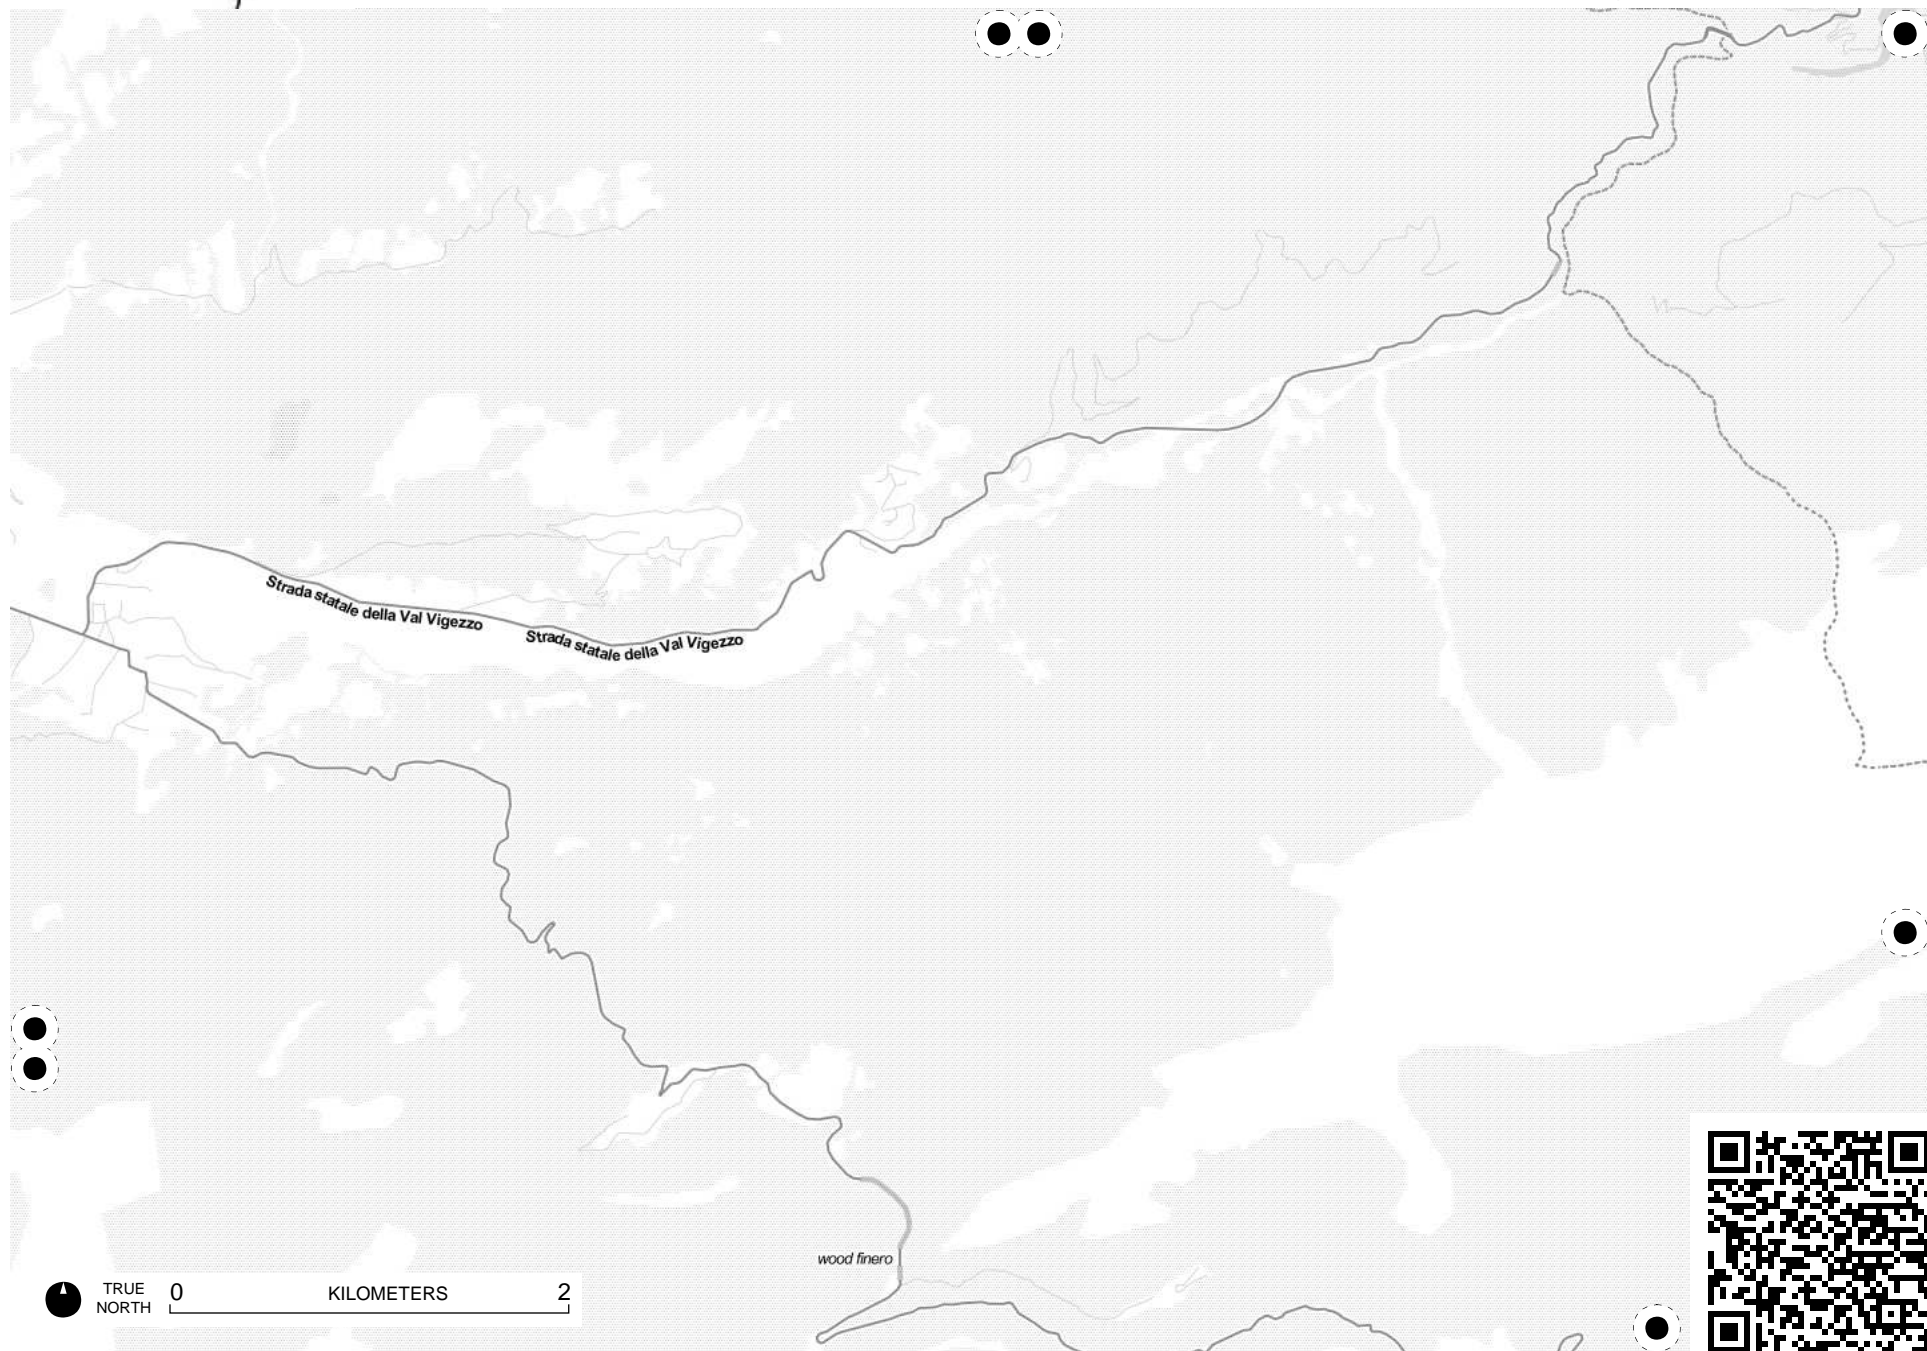 Strada statale della Val Vigezzo
Strada statale della Val Vigezzo
wood finero
TRUE
NORTH
0 KILOMETERS 2